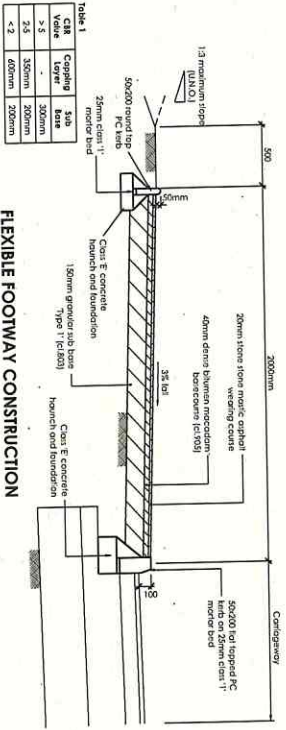 1:3 maximum slope
(U.N.O.)
500
2000mm
Carriageway
50x200 round top
PC kerb
25mm class '1'
mortar bed
50mm
Class 'E' concrete
haunch and foundation
150mm granular sub base
Type 1' (cl.803)
3% fall
20mm stone stone mastic asphalt
wearing course
40mm dense bitumen macadam
basecourse (cl.905)
50x200 flat topped PC
kerb on 25mm class '1'
mortar bed
100
Class 'E' concrete
haunch and foundation
Table 1
CBR Value
Capping Layer
Sub Base
> 5
-
300mm
2-5
350mm
200mm
< 2
600mm
200mm
FLEXIBLE FOOTWAY CONSTRUCTION